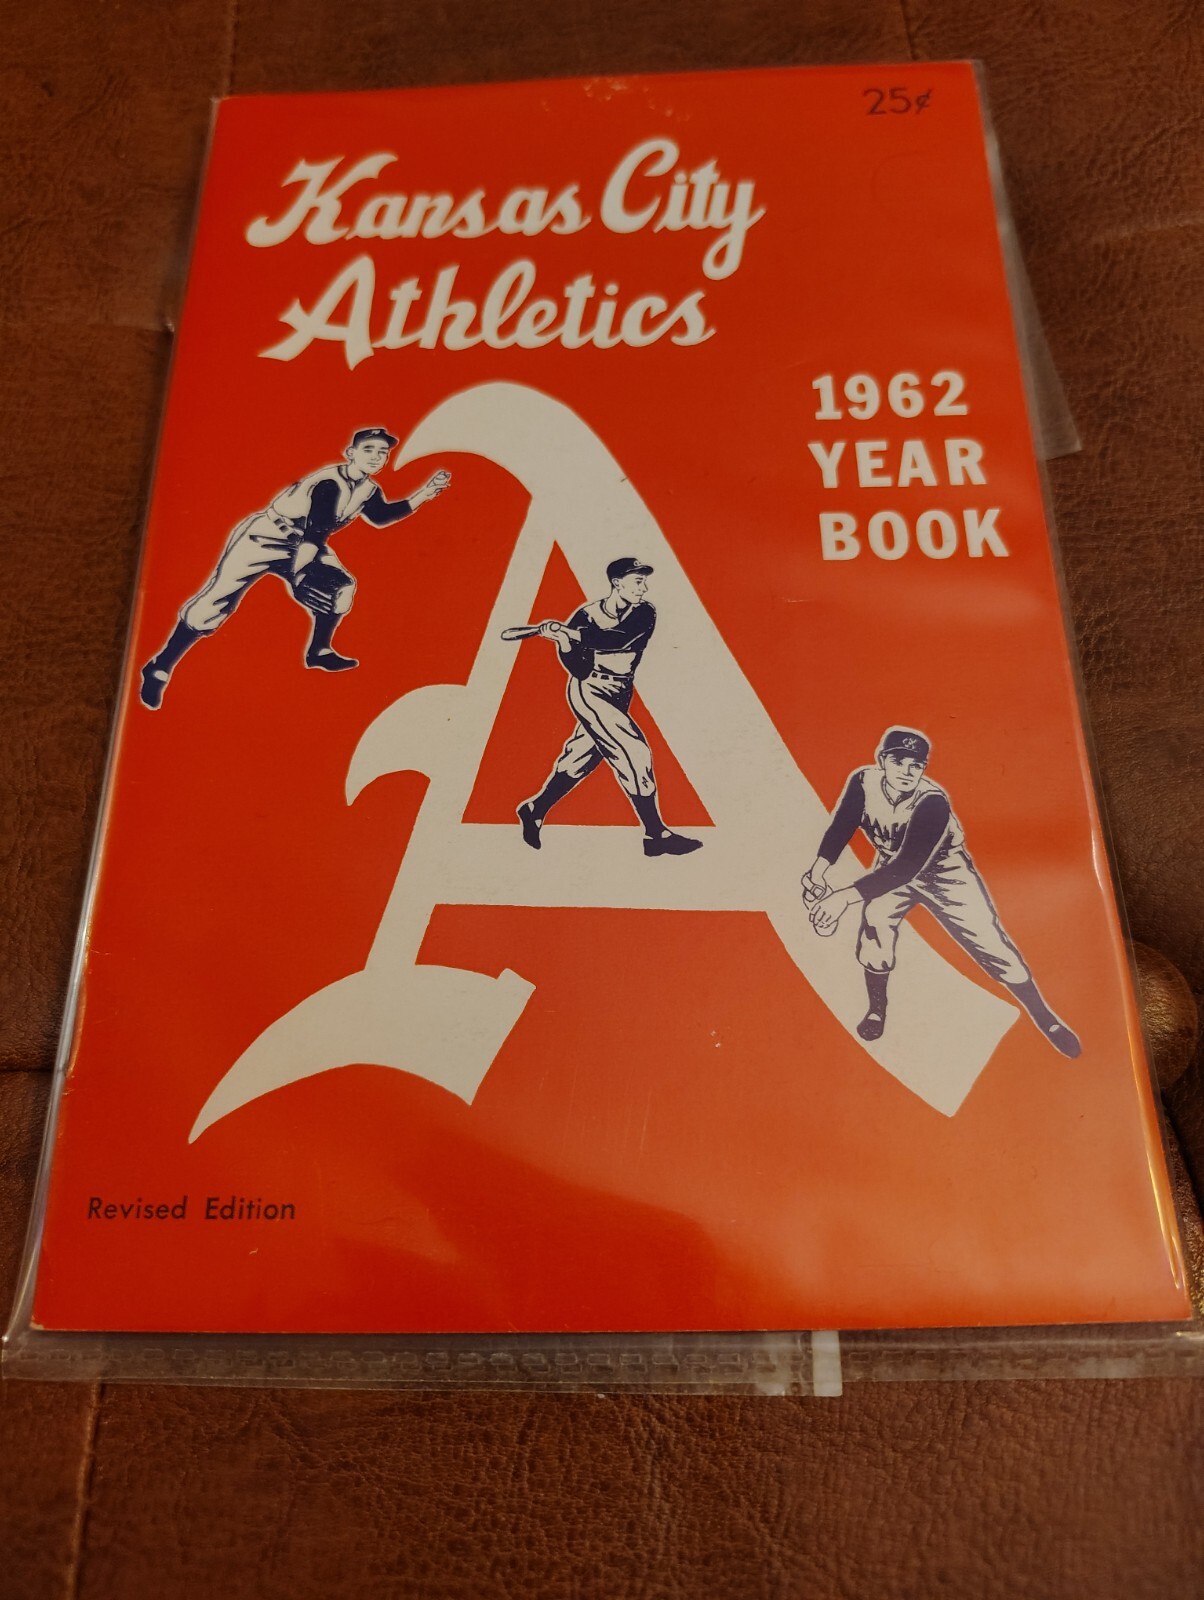 25¢
Kansas City
Athletics
1962
YEAR
BOOK
A
Revised Edition